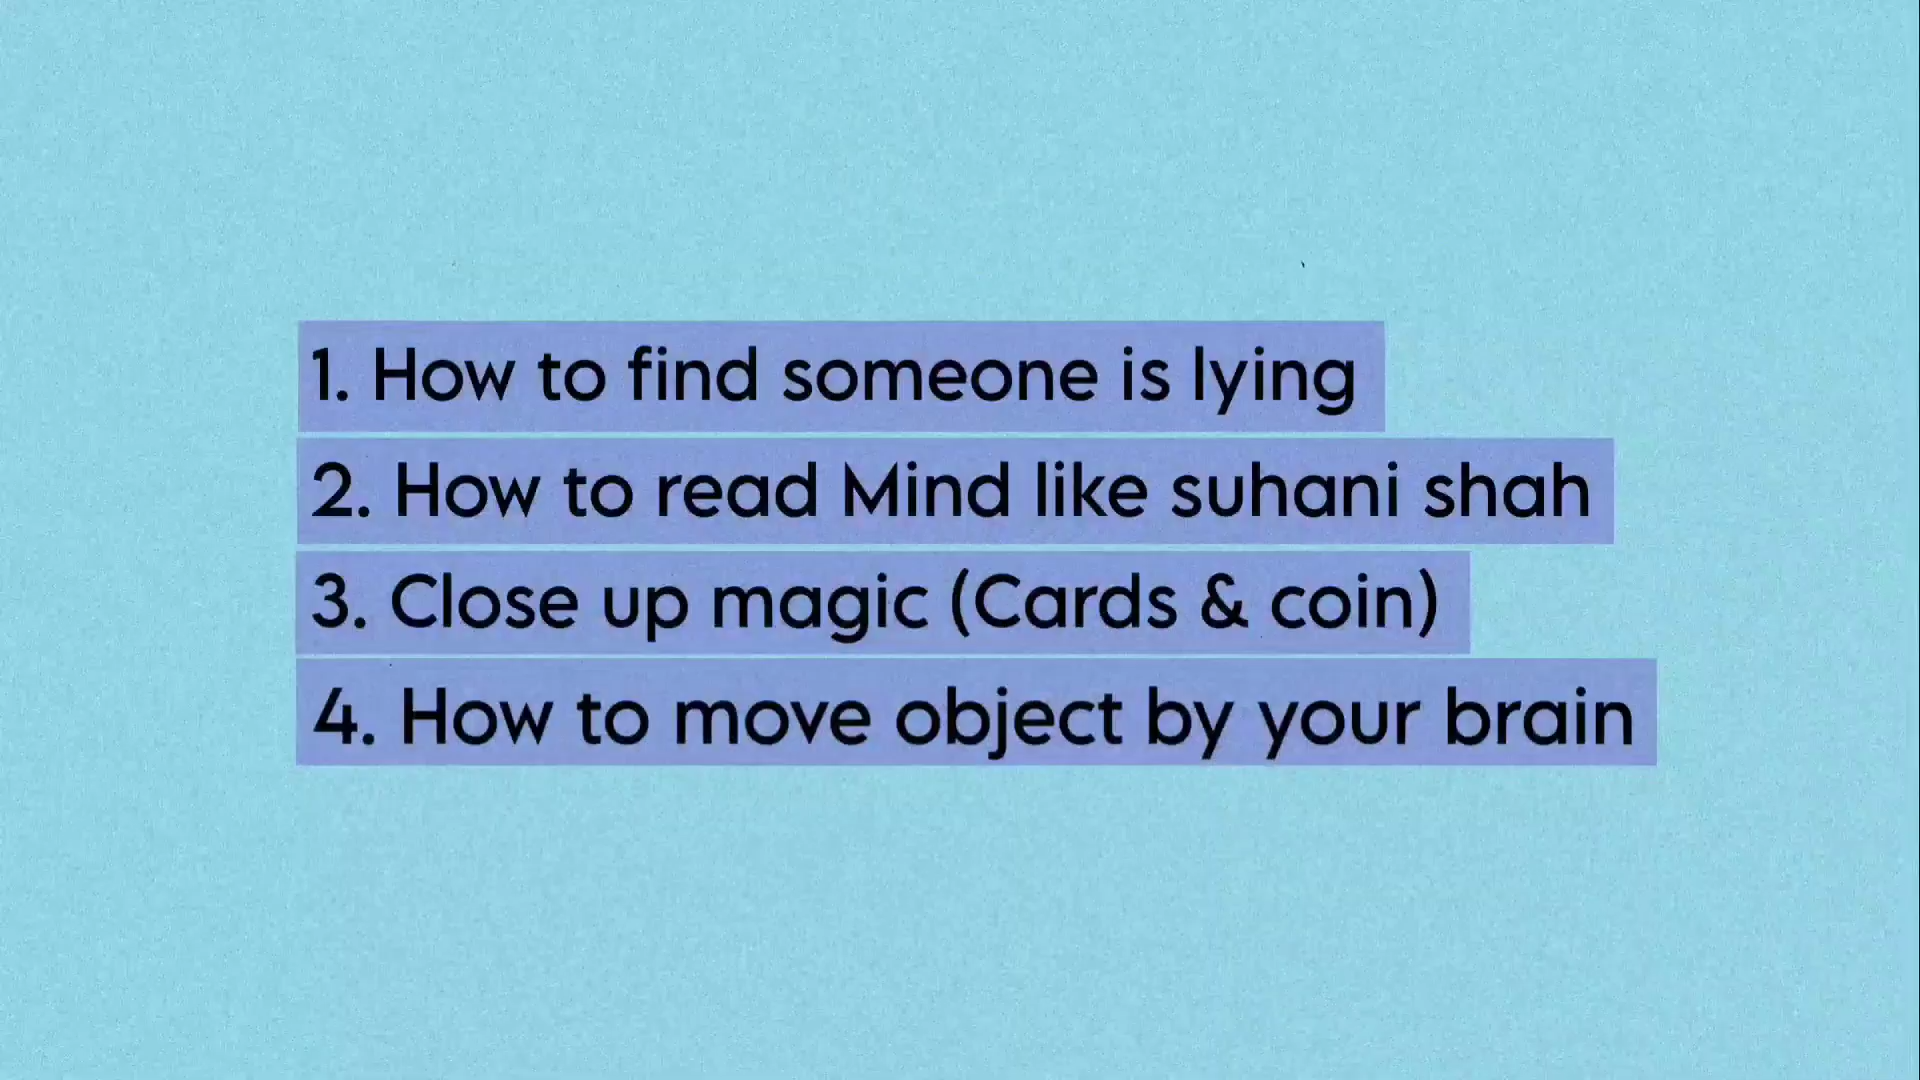 1. How to find someone is lying
2. How to read Mind like suhani shah
3. Close up magic (Cards & coin)
4. How to move object by your brain